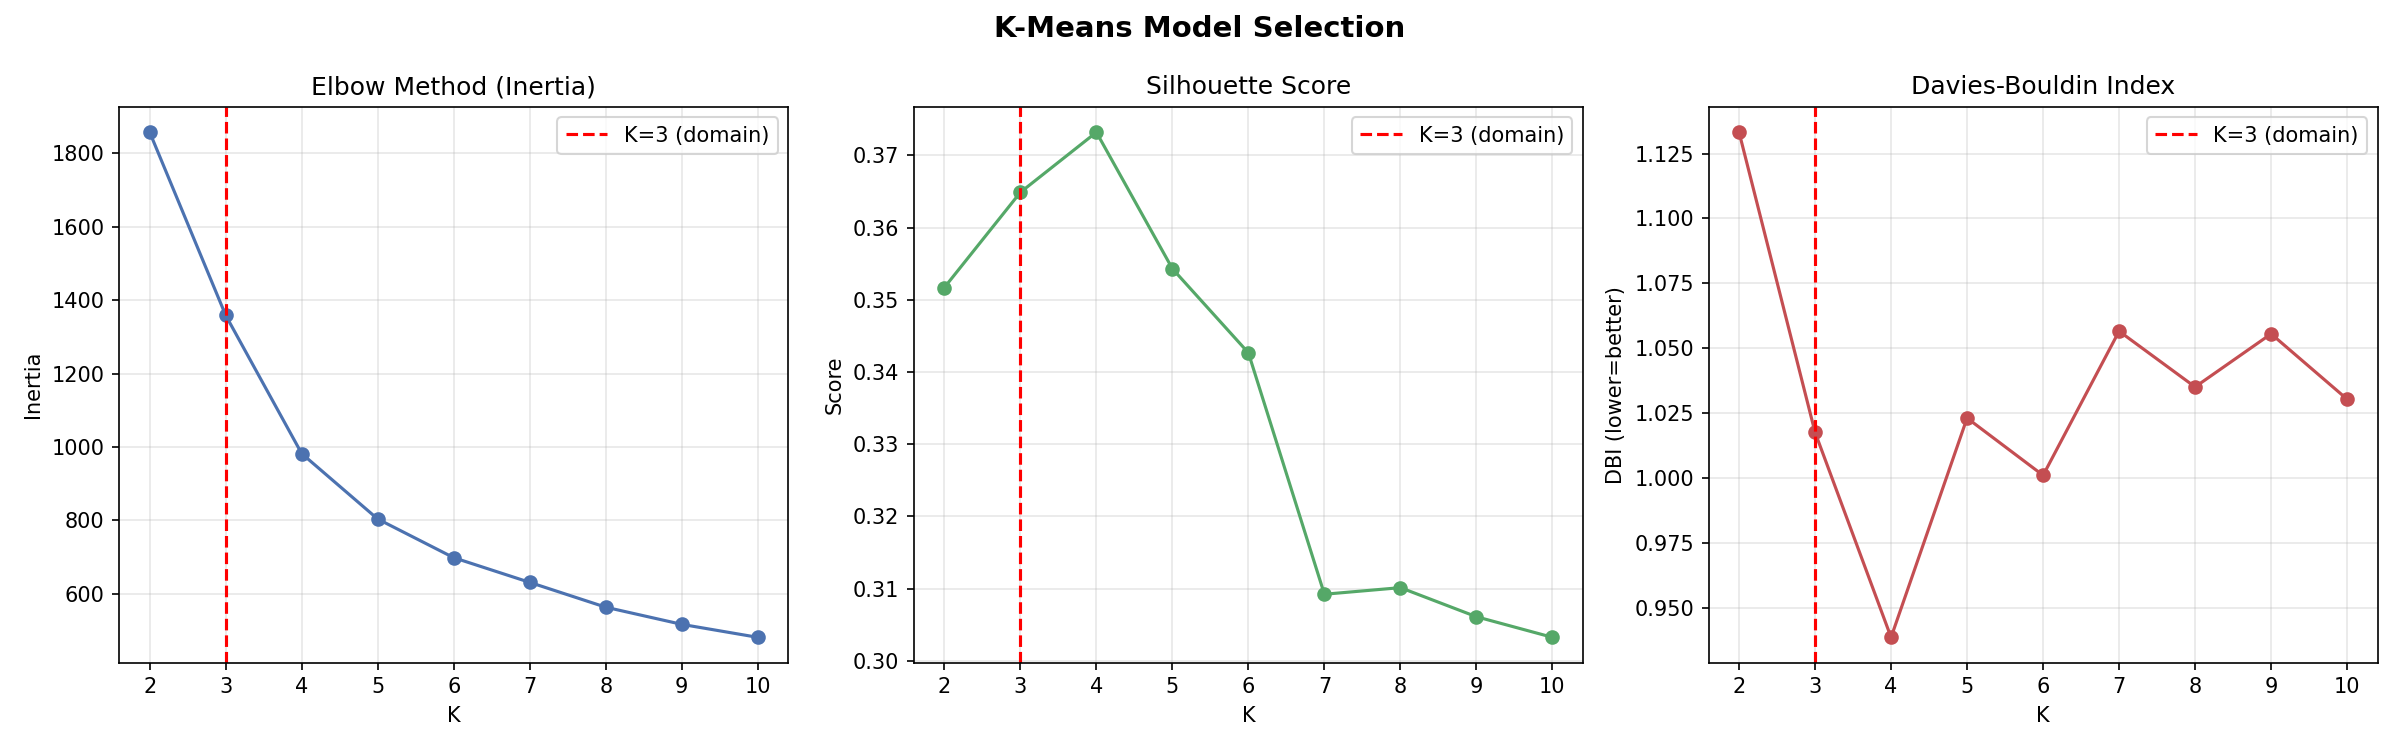 K-Means Model Selection
Elbow Method (Inertia)
K=3 (domain)
Inertia
1800
1600
1400
1200
1000
800
600
2 3 4 5 6 7 8 9 10
K
Silhouette Score
K=3 (domain)
Score
0.37
0.36
0.35
0.34
0.33
0.32
0.31
0.30
2 3 4 5 6 7 8 9 10
K
Davies-Bouldin Index
K=3 (domain)
DBI (lower=better)
1.125
1.100
1.075
1.050
1.025
1.000
0.975
0.950
2 3 4 5 6 7 8 9 10
K